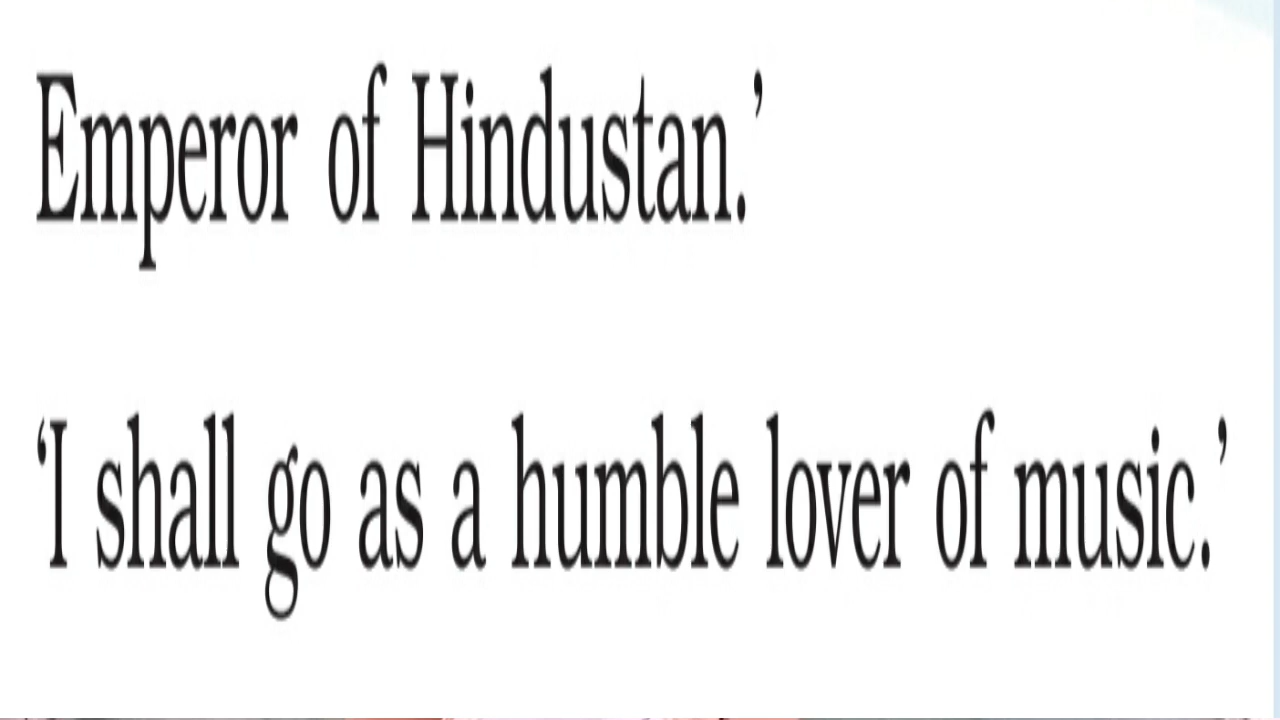 Emperor of Hindustan.’
‘I shall go as a humble lover of music.’